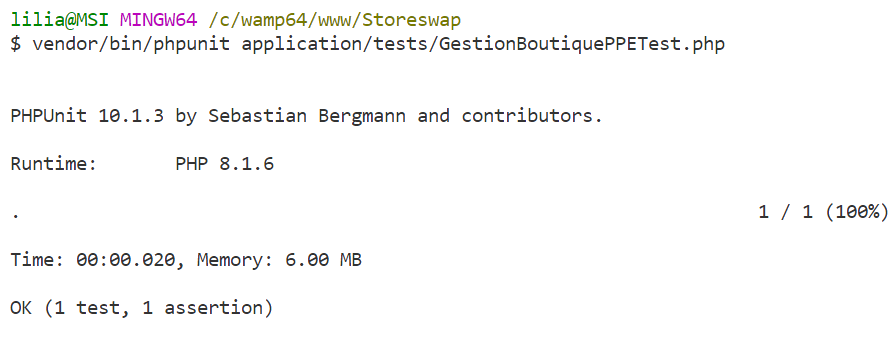 lilia@MSI MINGW64 /c/wamp64/www/Storeswap
$ vendor/bin/phpunit application/tests/GestionBoutiquePPETest.php
PHPUnit 10.1.3 by Sebastian Bergmann and contributors.
Runtime: PHP 8.1.6
. 1 / 1 (100%)
Time: 00:00.020, Memory: 6.00 MB
OK (1 test, 1 assertion)